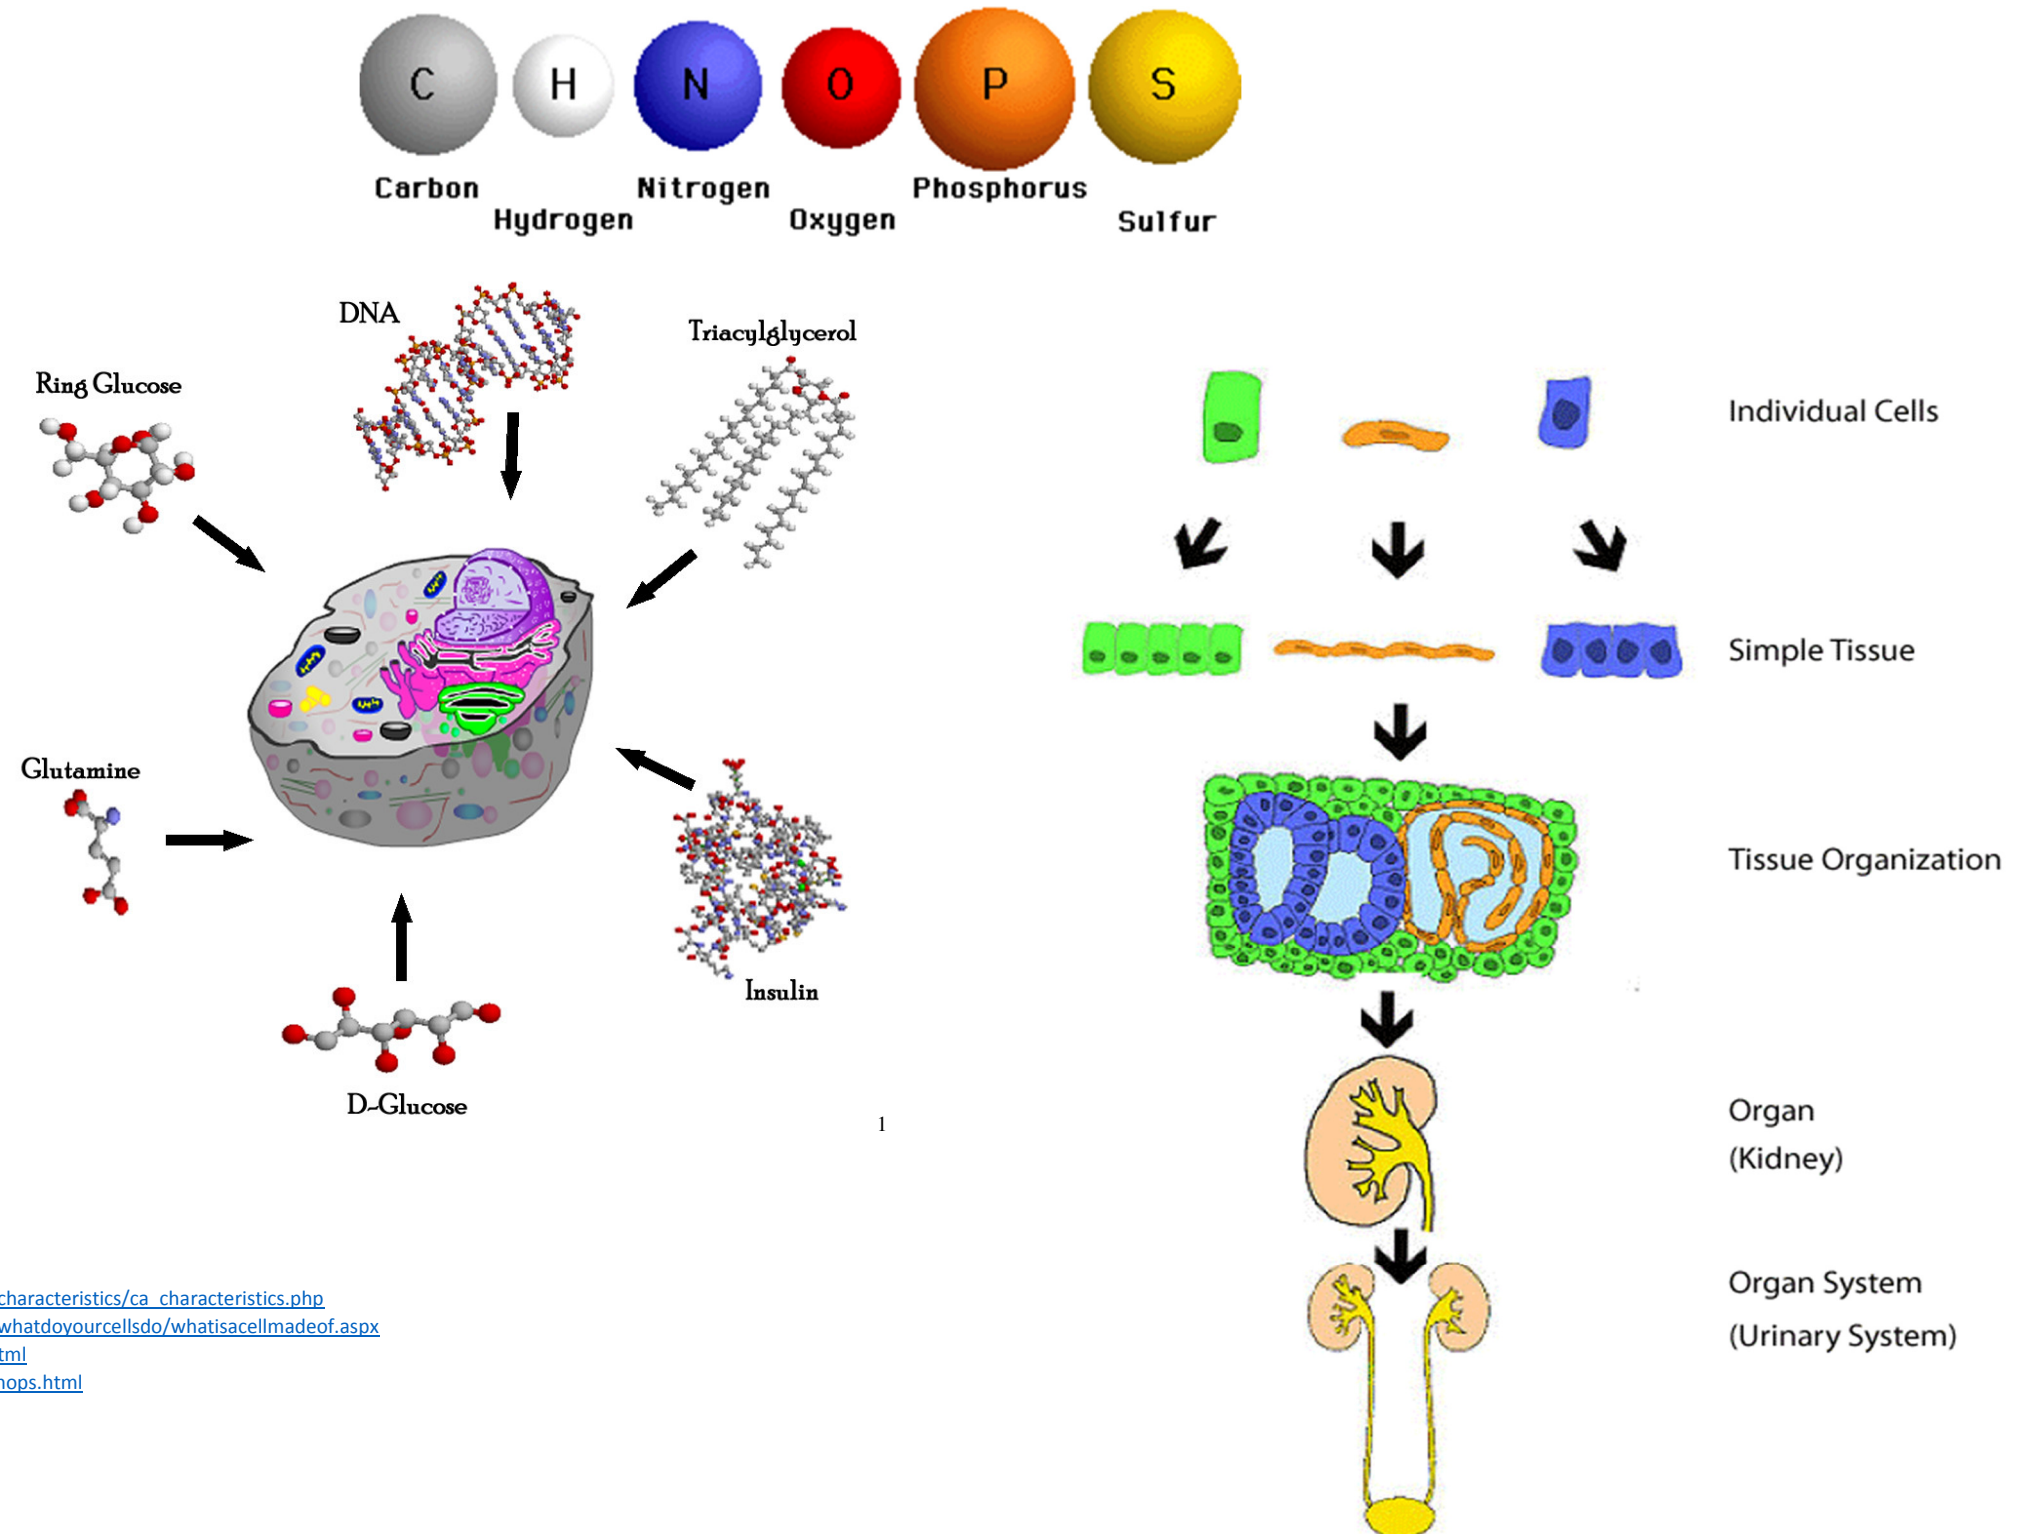 C H N O P S
Carbon
Hydrogen
Nitrogen
Oxygen
Phosphorus
Sulfur
DNA
Triacylglycerol
Ring Glucose
Glutamine
Insulin
D-Glucose
1
Individual Cells
Simple Tissue
Tissue Organization
Organ
(Kidney)
Organ System
(Urinary System)
characteristics/ca_characteristics.php
whatdoyourcellsdo/whatisacellmadeof.aspx
tml
nops.html